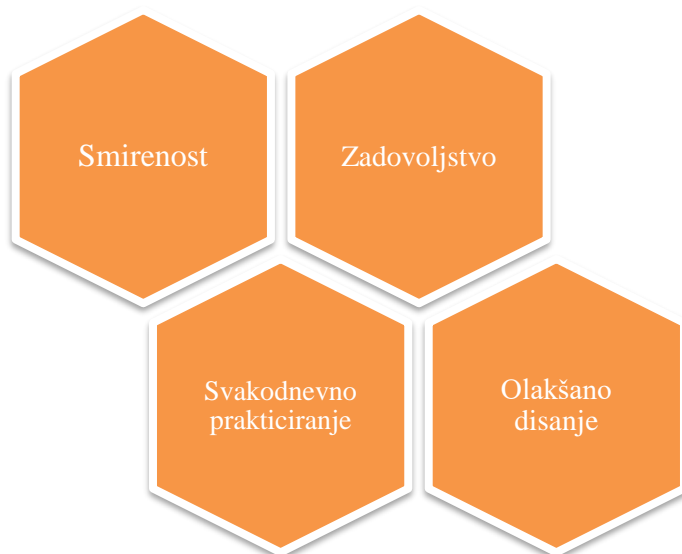 Smirenost
Zadovoljstvo
Svakodnevno
prakticiranje
Olakšano
disanje